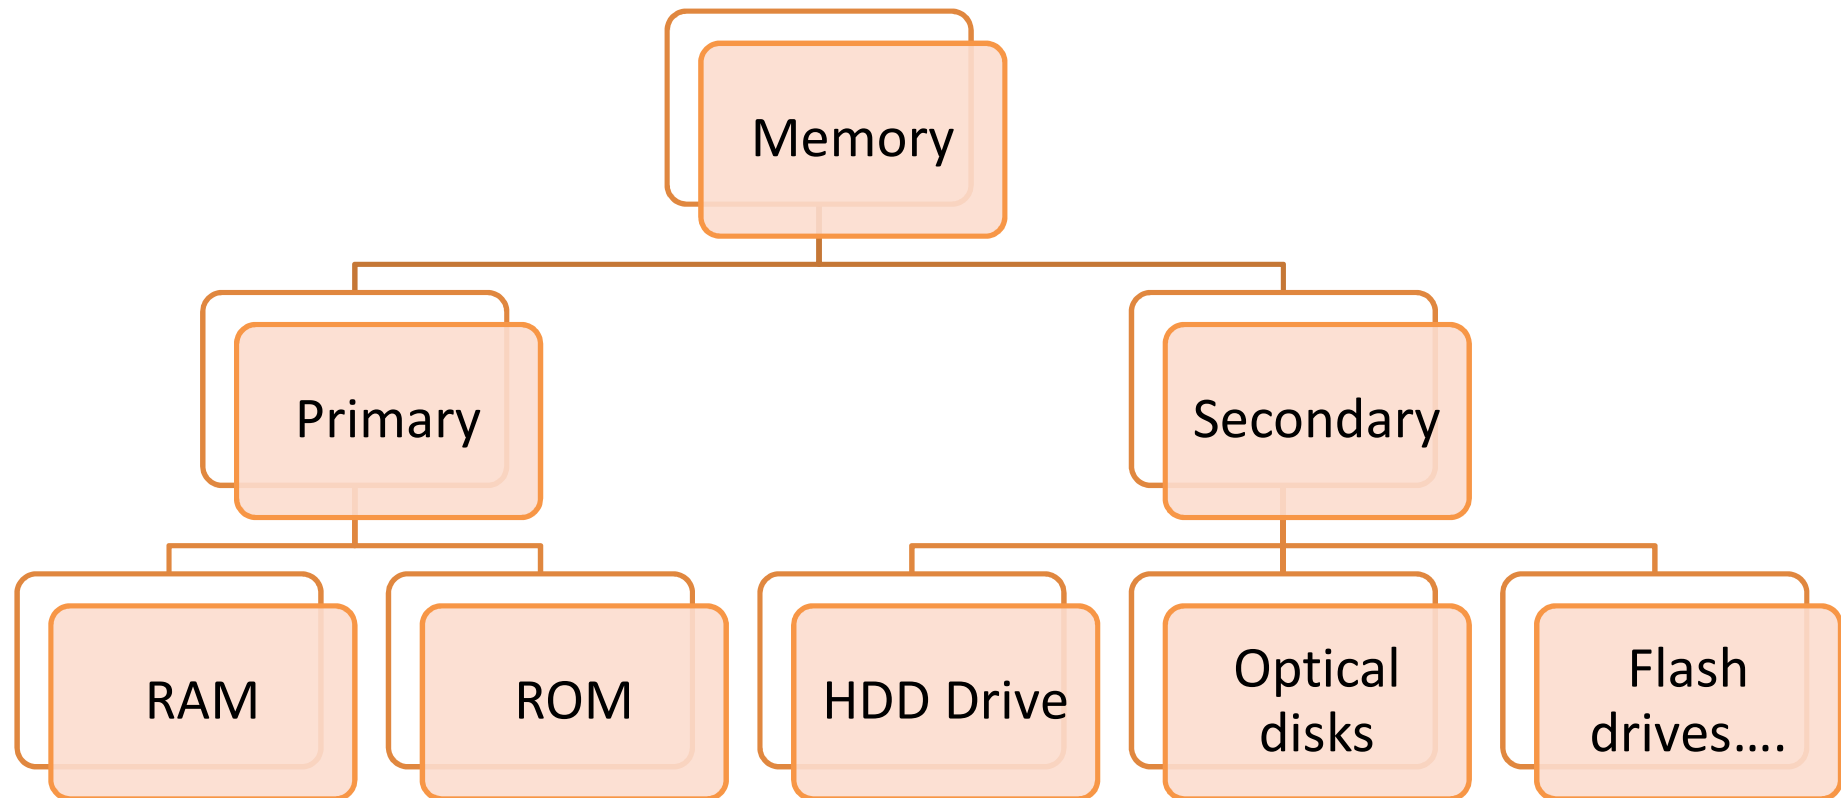 Memory
Primary
Secondary
RAM
ROM
HDD Drive
Optical
disks
Flash
drives....